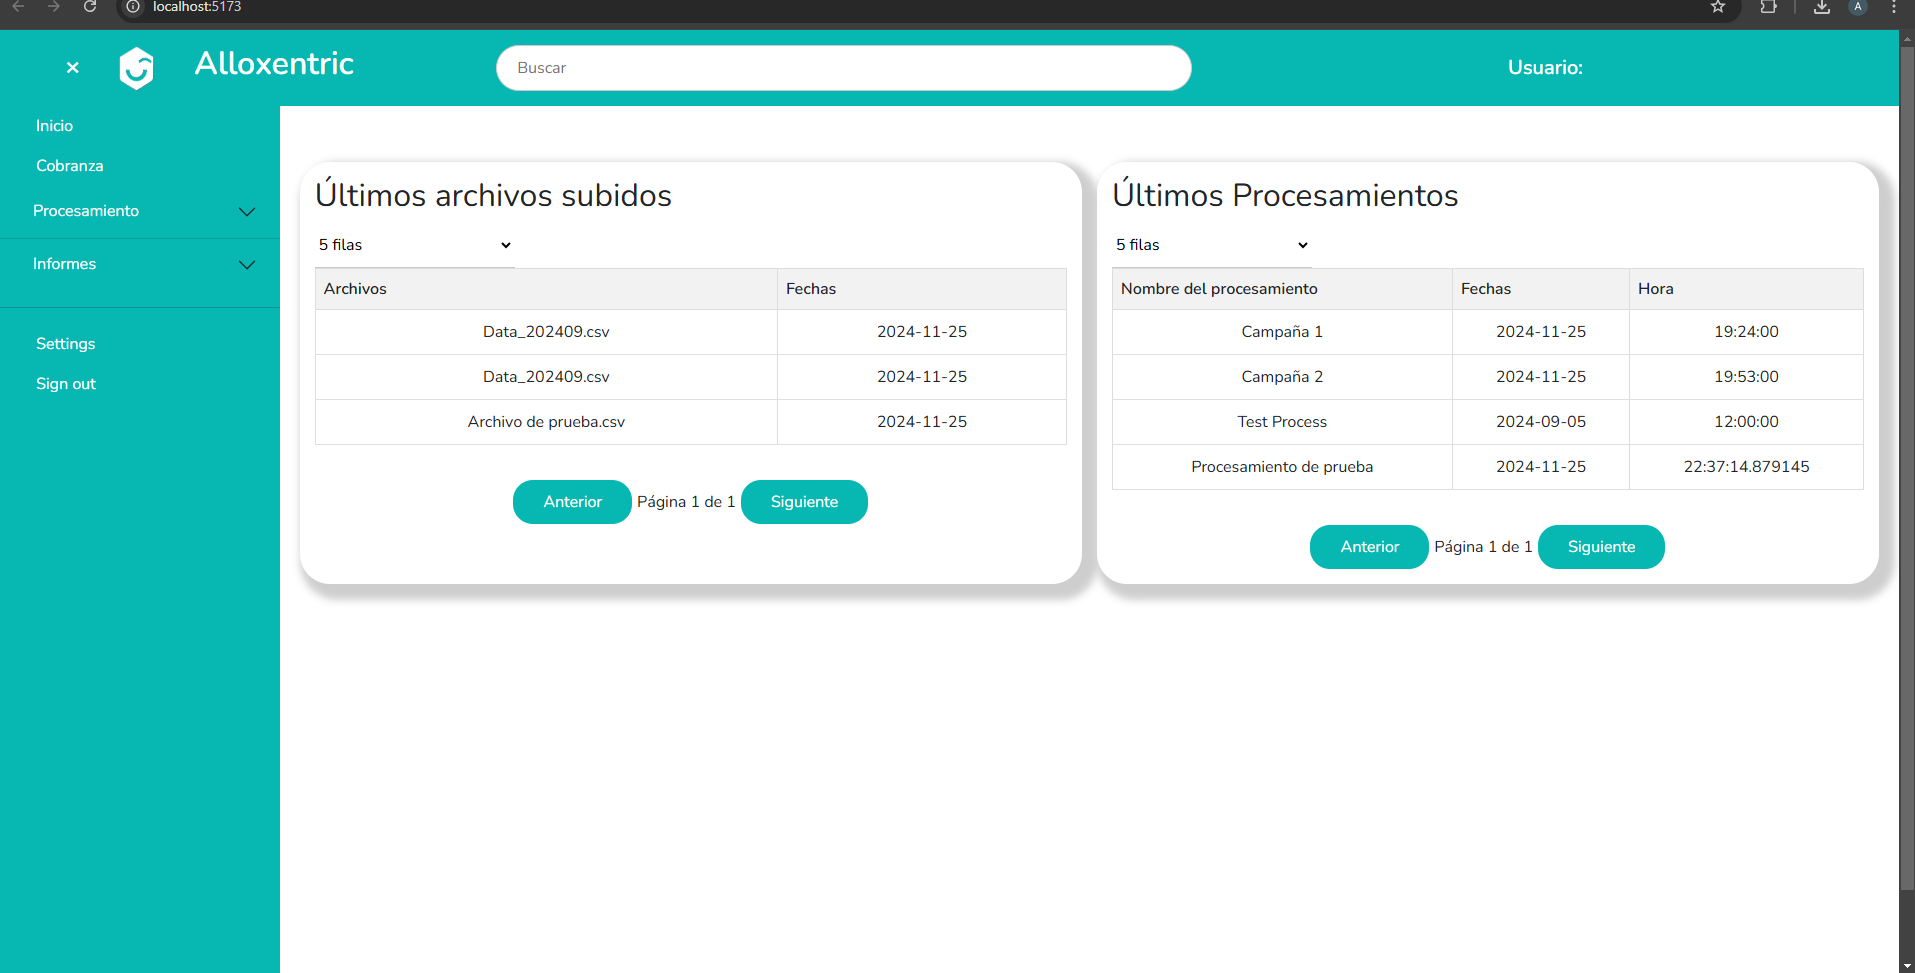 localhost:5173
A
Alloxentric
Buscar
Usuario:
Inicio
Cobranza
Procesamiento
Informes
Settings
Sign out
Últimos archivos subidos
5 filas
Archivos Fechas
Data_202409.csv 2024-11-25
Data_202409.csv 2024-11-25
Archivo de prueba.csv 2024-11-25
Anterior Página 1 de 1 Siguiente
Últimos Procesamientos
5 filas
Nombre del procesamiento Fechas Hora
Campaña 1 2024-11-25 19:24:00
Campaña 2 2024-11-25 19:53:00
Test Process 2024-09-05 12:00:00
Procesamiento de prueba 2024-11-25 22:37:14.879145
Anterior Página 1 de 1 Siguiente